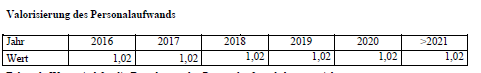 Valorisierung des Personalaufwands
Jahr 2016 2017 2018 2019 2020 >2021
Wert 1,02 1,02 1,02 1,02 1,02 1,02